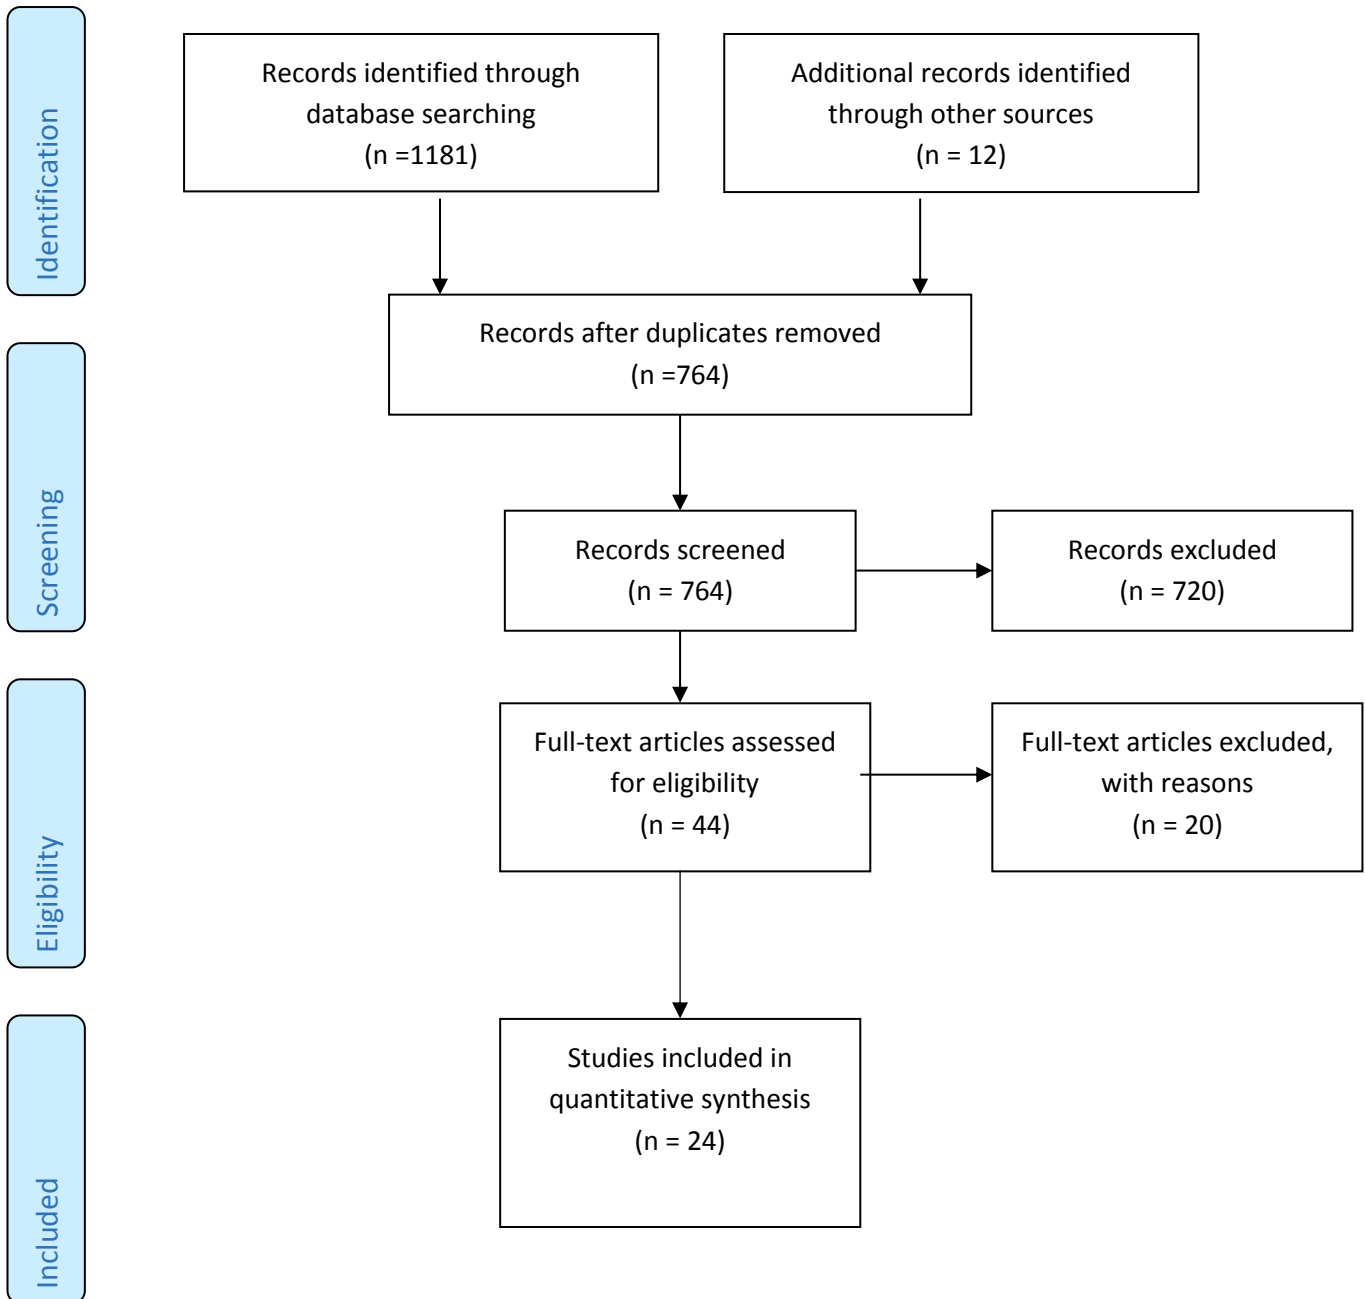 Identification
Records identified through
database searching
(n =1181)
Additional records identified
through other sources
(n = 12)
Records after duplicates removed
(n =764)
Screening
Records screened
(n = 764)
Records excluded
(n = 720)
Eligibility
Full-text articles assessed
for eligibility
(n = 44)
Full-text articles excluded,
with reasons
(n = 20)
Included
Studies included in
quantitative synthesis
(n = 24)